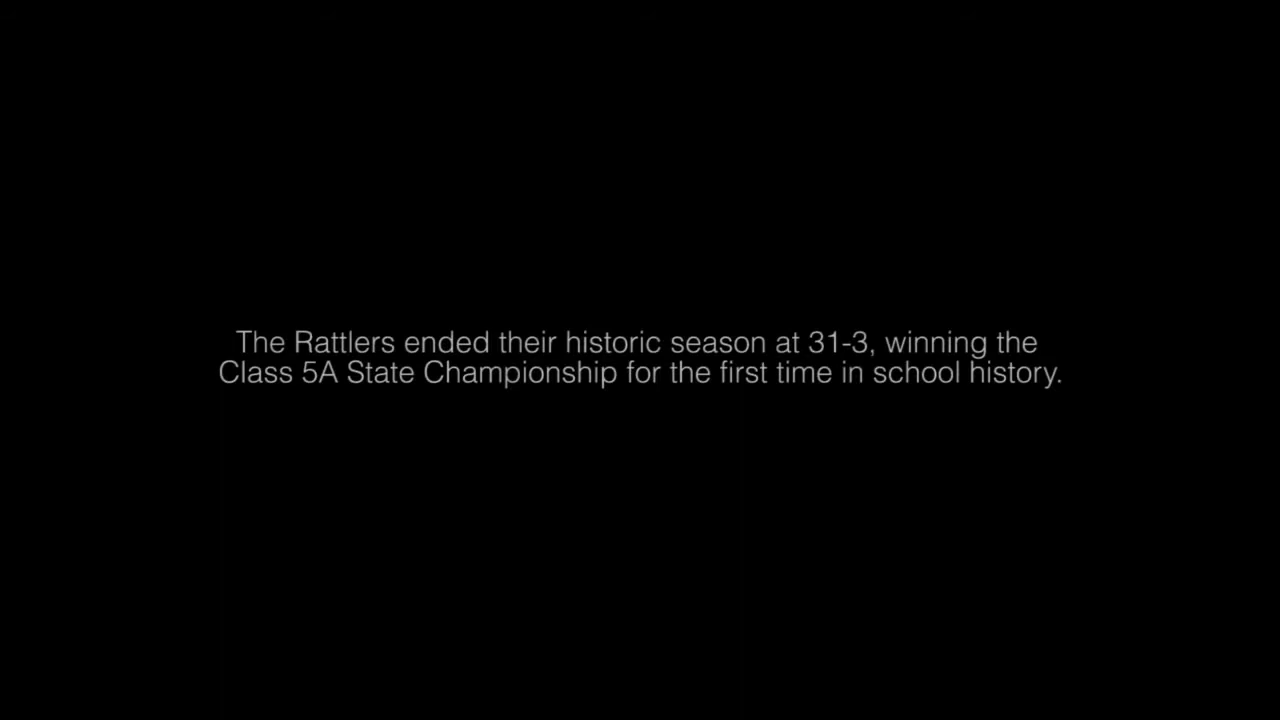 The Rattlers ended their historic season at 31-3, winning the
Class 5A State Championship for the first time in school history.